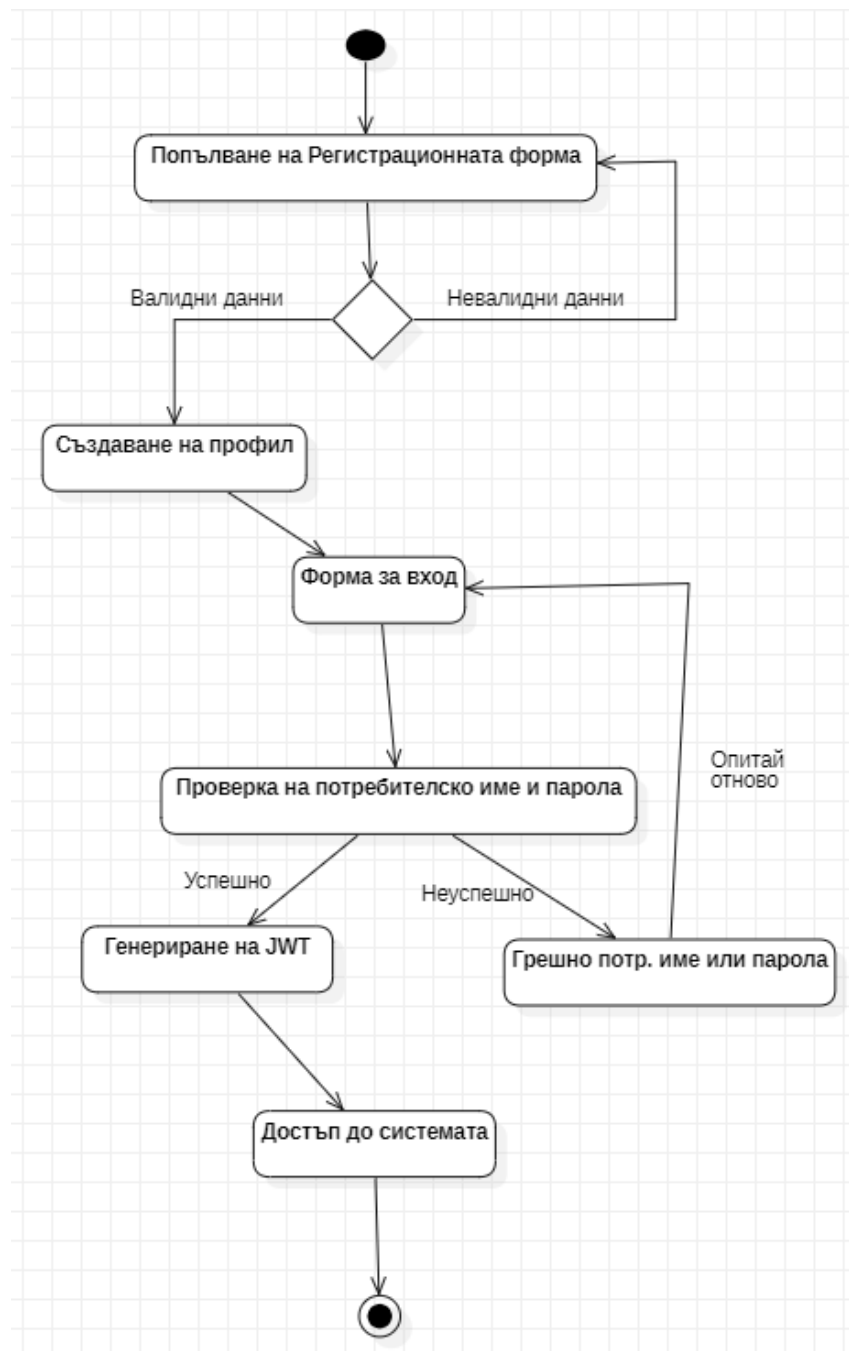 Попълване на Регистрационната форма
Валидни данни
Невалидни данни
Създаване на профил
Форма за вход
Опитай
отново
Проверка на потребителско име и парола
Успешно
Неуспешно
Генериране на JWT
Грешно потр. име или парола
Достъп до системата